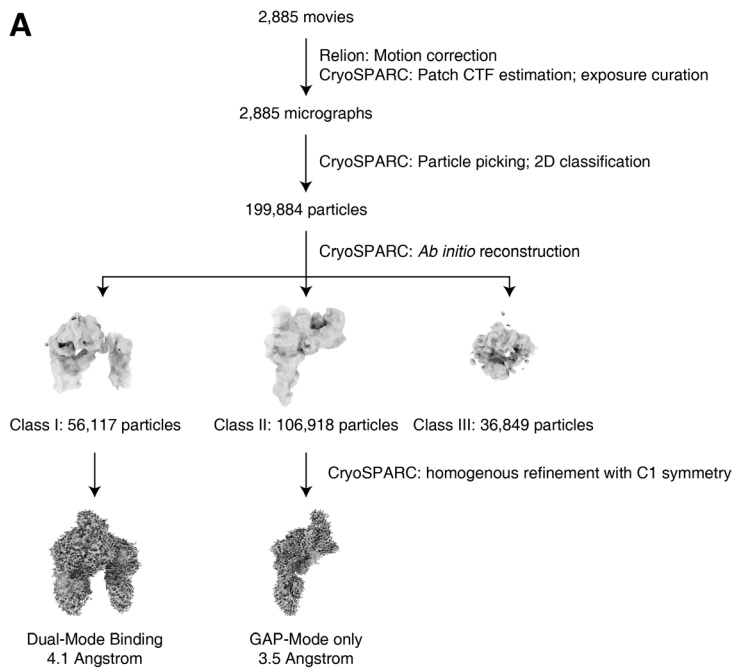 A
2,885 movies
Relion: Motion correction
CryoSPARC: Patch CTF estimation; exposure curation
2,885 micrographs
CryoSPARC: Particle picking; 2D classification
199,884 particles
CryoSPARC: Ab initio reconstruction
Class I: 56,117 particles
Class II: 106,918 particles
Class III: 36,849 particles
CryoSPARC: homogenous refinement with C1 symmetry
Dual-Mode Binding
4.1 Angstrom
GAP-Mode only
3.5 Angstrom